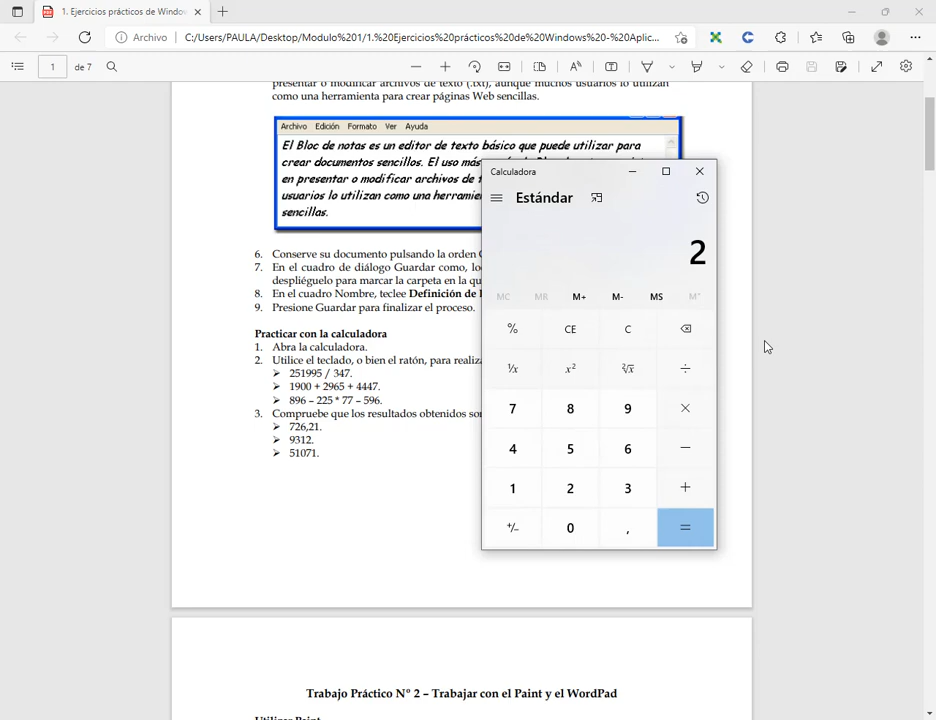 1. Ejercicios prácticos de Windo
Archivo C:/Users/PAULA/Desktop/Modulo%201/1.%20Ejercicios%20prácticos%20de%20Windows%20-%20Aplic...
1 de 7
presentar o modificar archivos de texto (.txt), aunque muchos usuarios lo utilizan
como una herramienta para crear páginas Web sencillas.
Archivo Edición Formato Ver Ayuda
El Bloc de notas es un editor de texto básico que puede utilizar para
crear documentos sencillos. El uso más
en presentar o modificar archivos de
usuarios lo utilizan como una
sencillas.
6. Conserve su documento pulsando la orden
7. En el cuadro de diálogo Guardar como,
despliéguelo para marcar la carpeta en la
8. En el cuadro Nombre, teclee Definición de
9. Presione Guardar para finalizar el proceso.
Practicar con la calculadora
1. Abra la calculadora.
2. Utilice el teclado, o bien el ratón, para
➢ 251995 / 347.
➢ 1900 + 2965 + 4447.
➢ 896 – 225 * 77 – 596.
3. Compruebe que los resultados obtenidos
➢ 726,21.
➢ 9312.
➢ 51071.
Calculadora
Estándar
2
MC MR M+ M- MS M˅
% CE C
¹/x x² ²√x ÷
7 8 9 ×
4 5 6 −
1 2 3 +
+/− 0 , =
Trabajo Práctico Nº 2 – Trabajar con el Paint y el WordPad
Utilizar Paint